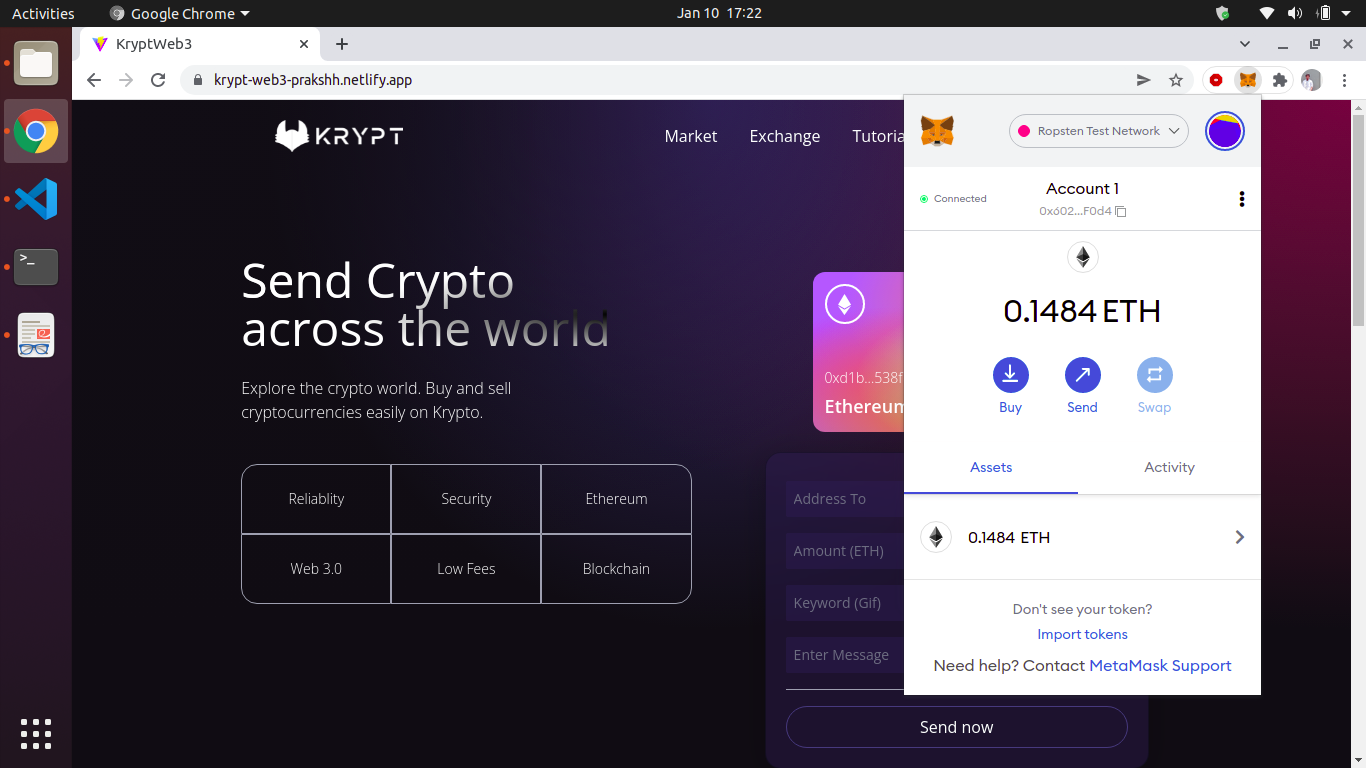 Activities
Google Chrome
Jan 10 17:22
KryptWeb3
krypt-web3-prakshh.netlify.app
KRYPT
Market
Exchange
Tutoria
Send Crypto
across the world
Explore the crypto world. Buy and sell
cryptocurrencies easily on Krypto.
Reliablity
Security
Ethereum
Web 3.0
Low Fees
Blockchain
0xd1b...538f
Ethereum
Address To
Amount (ETH)
Keyword (Gif)
Enter Message
Send now
Ropsten Test Network
Connected
Account 1
0x602...F0d4
0.1484 ETH
Buy
Send
Swap
Assets
Activity
0.1484 ETH
Don't see your token?
Import tokens
Need help? Contact MetaMask Support